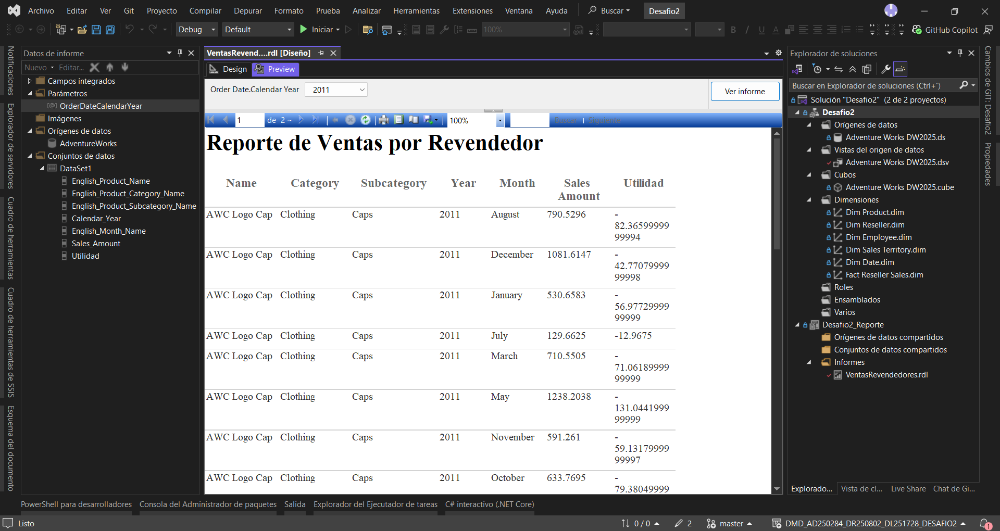 Archivo Editar Ver Git Proyecto Compilar Depurar Formato Prueba Analizar Herramientas Extensiones Ventana Ayuda Buscar Desafio2
Debug Default Iniciar 100% B I U A GitHub Copilot
Notificaciones
Explorador de servidores
Cuadro de herramientas
Cuadro de herramientas de SSIS
Esquema del documento
Datos de informe
Nuevo Editar...
Campos integrados
Parámetros
OrderDateCalendarYear
Imágenes
Orígenes de datos
AdventureWorks
Conjuntos de datos
DataSet1
English_Product_Name
English_Product_Category_Name
English_Product_Subcategory_Name
Calendar_Year
English_Month_Name
Sales_Amount
Utilidad
VentasRevend....rdl [Diseño]
Design Preview
Order Date.Calendar Year 2011 Ver informe
1 de 2 ~ 100% Buscar | Siguiente
Reporte de Ventas por Revendedor
Name Category Subcategory Year Month Sales Amount Utilidad
AWC Logo Cap Clothing Caps 2011 August 790.5296 -
82.36599999
99994
AWC Logo Cap Clothing Caps 2011 December 1081.6147 -
42.77079999
99998
AWC Logo Cap Clothing Caps 2011 January 530.6583 -
56.97729999
99999
AWC Logo Cap Clothing Caps 2011 July 129.6625 -12.9675
AWC Logo Cap Clothing Caps 2011 March 710.5505 -
71.06189999
99999
AWC Logo Cap Clothing Caps 2011 May 1238.2038 -
131.0441999
99999
AWC Logo Cap Clothing Caps 2011 November 591.261 -
59.13179999
99997
AWC Logo Cap Clothing Caps 2011 October 633.7695 -
79.38049999
Explorador de soluciones
Buscar en Explorador de soluciones (Ctrl+´)
Solución "Desafio2" (2 de 2 proyectos)
Desafio2
Orígenes de datos
Adventure Works DW2025.ds
Vistas del origen de datos
Adventure Works DW2025.dsv
Cubos
Adventure Works DW2025.cube
Dimensiones
Dim Product.dim
Dim Reseller.dim
Dim Employee.dim
Dim Sales Territory.dim
Dim Date.dim
Fact Reseller Sales.dim
Roles
Ensamblados
Varios
Desafio2_Reporte
Orígenes de datos compartidos
Conjuntos de datos compartidos
Informes
VentasRevendedores.rdl
Explorado... Vista de cl... Live Share Chat de Gi...
Cambios de GIT: Desafio2
Propiedades
PowerShell para desarrolladores Consola del Administrador de paquetes Salida Explorador del Ejecutador de tareas C# interactivo (.NET Core)
Listo 0 / 0 2 master DMD_AD250284_DR250802_DL251728_DESAFIO2 1